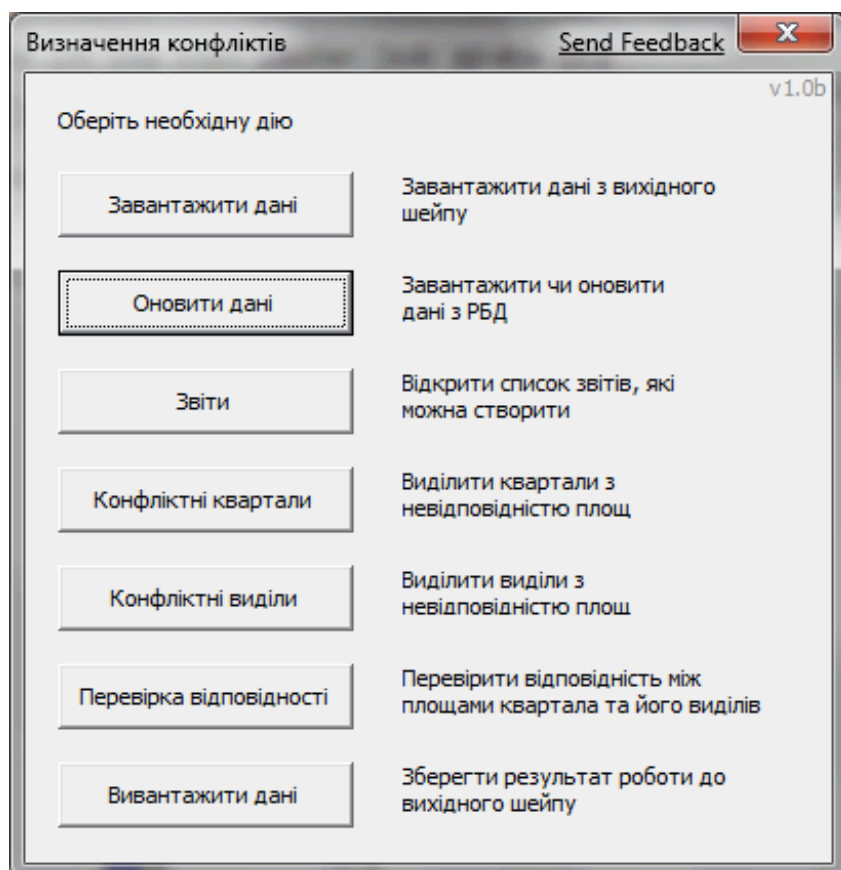 Визначення конфліктів Send Feedback
v1.0b
Оберіть необхідну дію
Завантажити дані
Завантажити дані з вихідного
шейпу
Оновити дані
Завантажити чи оновити
дані з РБД
Звіти
Відкрити список звітів, які
можна створити
Конфліктні квартали
Виділити квартали з
невідповідністю площ
Конфліктні виділи
Виділити виділи з
невідповідністю площ
Перевірка відповідності
Перевірити відповідність між
площами квартала та його виділів
Вивантажити дані
Зберегти результат роботи до
вихідного шейпу